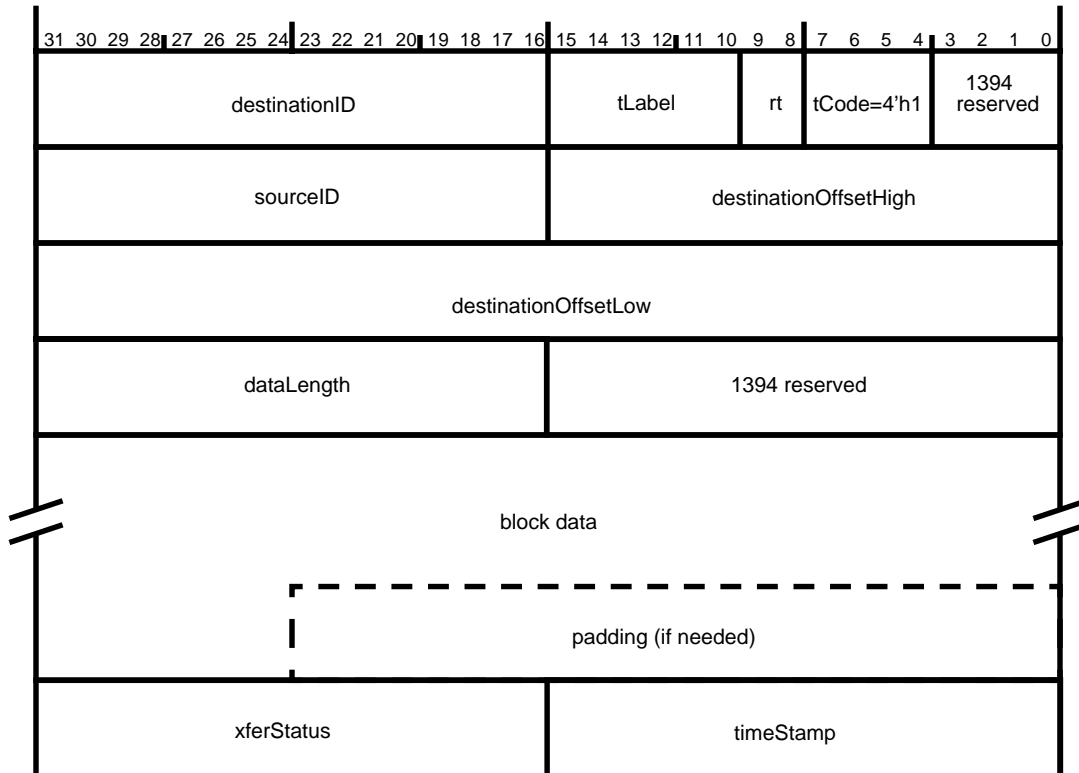 31 30 29 28 27 26 25 24 23 22 21 20 19 18 17 16 15 14 13 12 11 10 9 8 7 6 5 4 3 2 1 0
destinationID tLabel rt tCode=4'h1 1394
reserved
sourceID destinationOffsetHigh
destinationOffsetLow
dataLength 1394 reserved
block data
padding (if needed)
xferStatus timeStamp